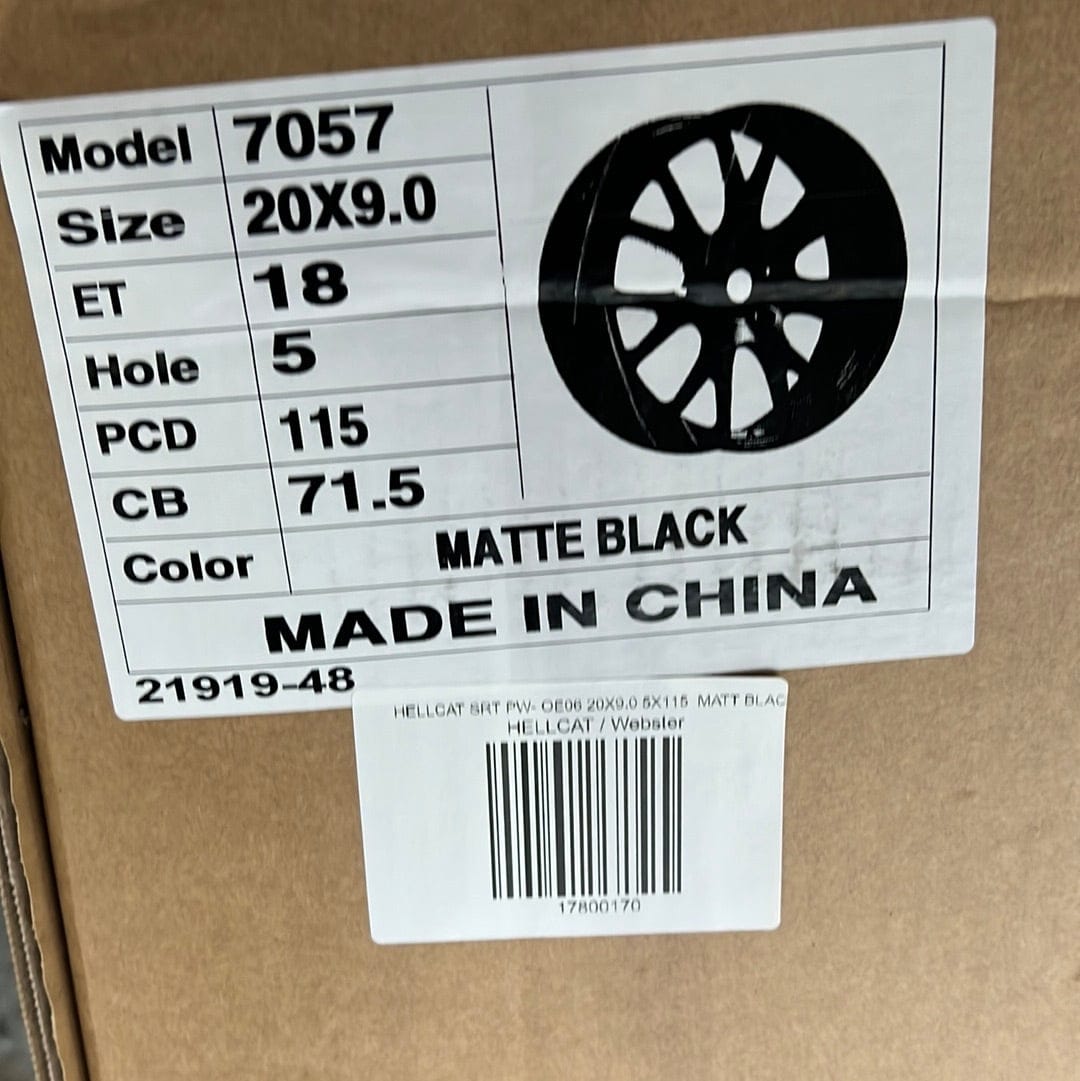 Model 7057
Size 20X9.0
ET 18
Hole 5
PCD 115
CB 71.5
Color MATTE BLACK
MADE IN CHINA
21919-48
HELLCAT SRT PW- OE06 20X9.0 5X115 MATT BLAC
HELLCAT / Webster
17800170